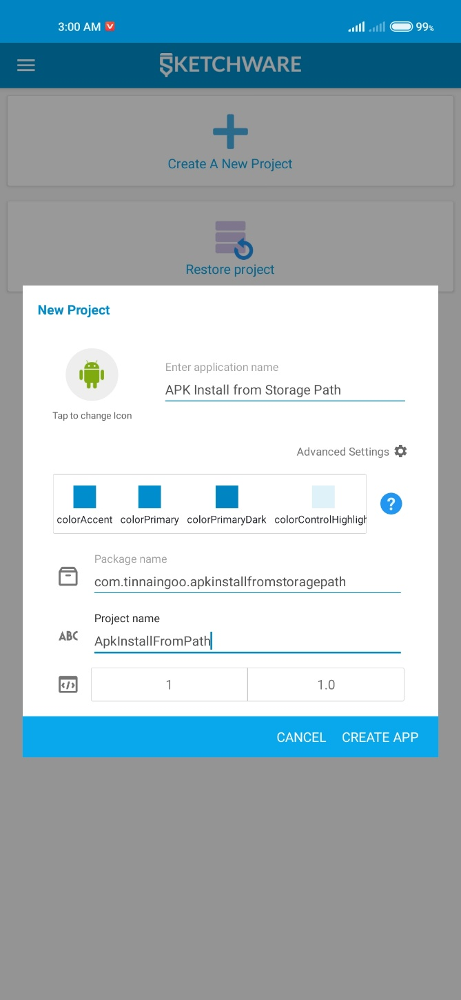 3:00 AM
99%
SKETCHWARE
Create A New Project
Restore project
New Project
Enter application name
APK Install from Storage Path
Tap to change Icon
Advanced Settings
?
colorAccent colorPrimary colorPrimaryDark colorControlHighligh
Package name
com.tinnaingoo.apkinstallfromstoragepath
Project name
ABC
ApkInstallFromPath
</> 1 1.0
CANCEL CREATE APP